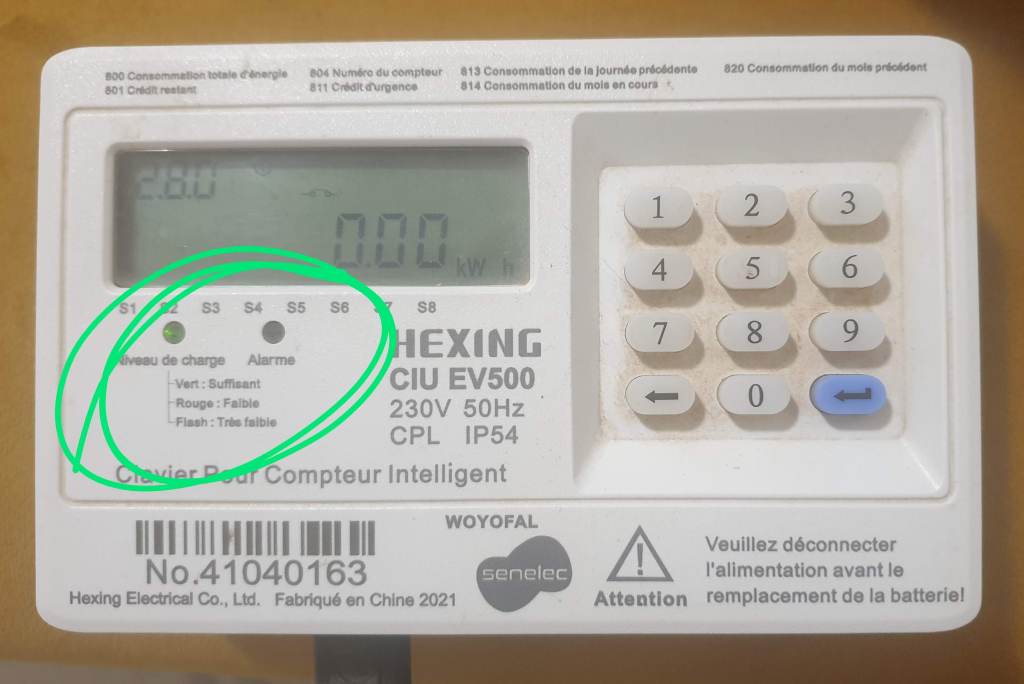 800 Consommation totale d'énergie
801 Crédit restant
804 Numéro du compteur
811 Crédit d'urgence
813 Consommation de la journée précédente
814 Consommation du mois en cours
820 Consommation du mois précédent
2.8.0
0.00 kW h
S1 S2 S3 S4 S5 S6 S7 S8
Niveau de charge
Alarme
Vert : Suffisant
Rouge : Faible
Flash : Très faible
HEXING
CIU EV500
230V 50Hz
CPL IP54
Clavier Pour Compteur Intelligent
1 2 3
4 5 6
7 8 9
0
No.41040163
Hexing Electrical Co., Ltd. Fabriqué en Chine 2021
WOYOFAL
senelec
Attention
Veuillez déconnecter
l'alimentation avant le
remplacement de la batterie!